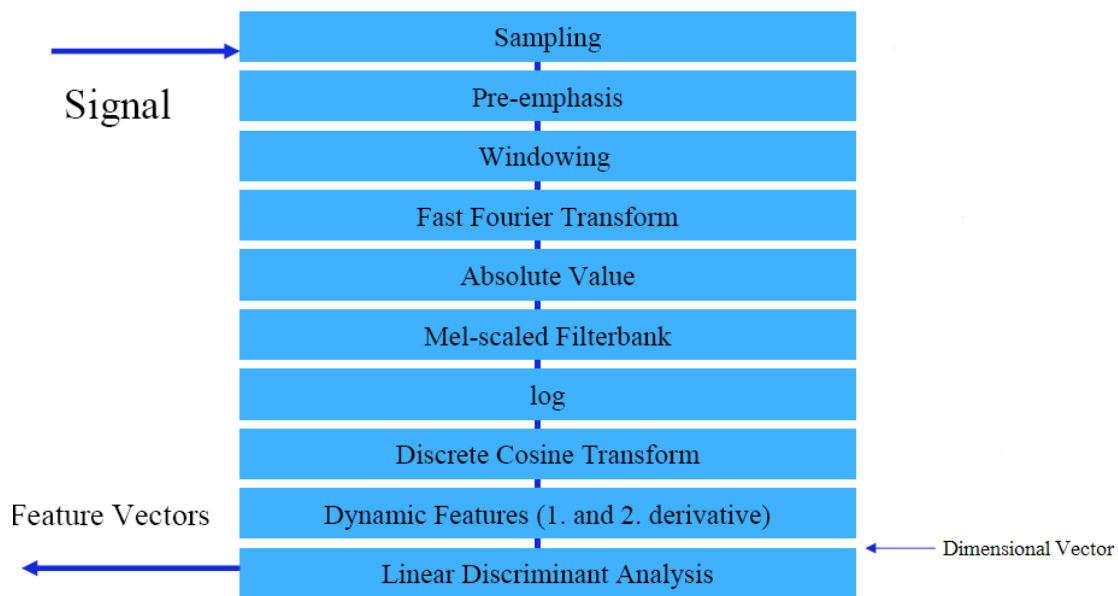 Sampling
Signal
Pre-emphasis
Windowing
Fast Fourier Transform
Absolute Value
Mel-scaled Filterbank
log
Discrete Cosine Transform
Feature Vectors
Dynamic Features (1. and 2. derivative)
Dimensional Vector
Linear Discriminant Analysis